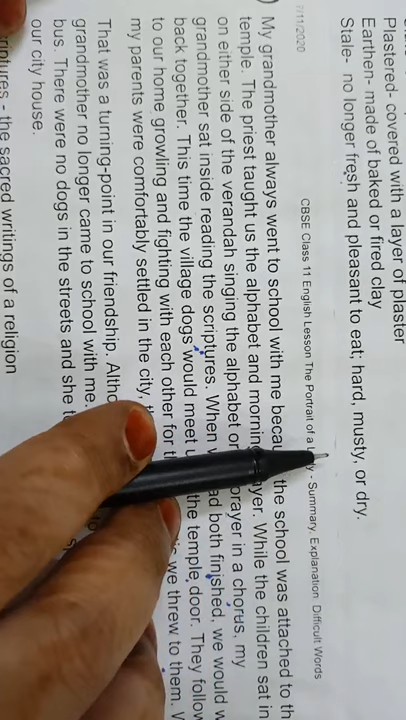 Plastered- covered with a layer of plaster
Earthen- made of baked or fired clay
Stale- no longer fresh and pleasant to eat; hard, musty, or dry.
7/11/2020 CBSE Class 11 English Lesson The Portrait of a Lady - Summary, Explanation, Difficult Words
My grandmother always went to school with me because the school was attached to
temple. The priest taught us the alphabet and morning prayer. While the children sat in
on either side of the verandah singing the alphabet or prayer in a chorus, my
grandmother sat inside reading the scriptures. When had both finished, we would
back together. This time the village dogs would meet the temple door. They
to our home growling and fighting with each other for we threw to them.
my parents were comfortably settled in the city,
That was a turning-point in our friendship.
grandmother no longer came to school with me.
bus. There were no dogs in the streets and she
our city house.
scriptures - the sacred writings of a religion